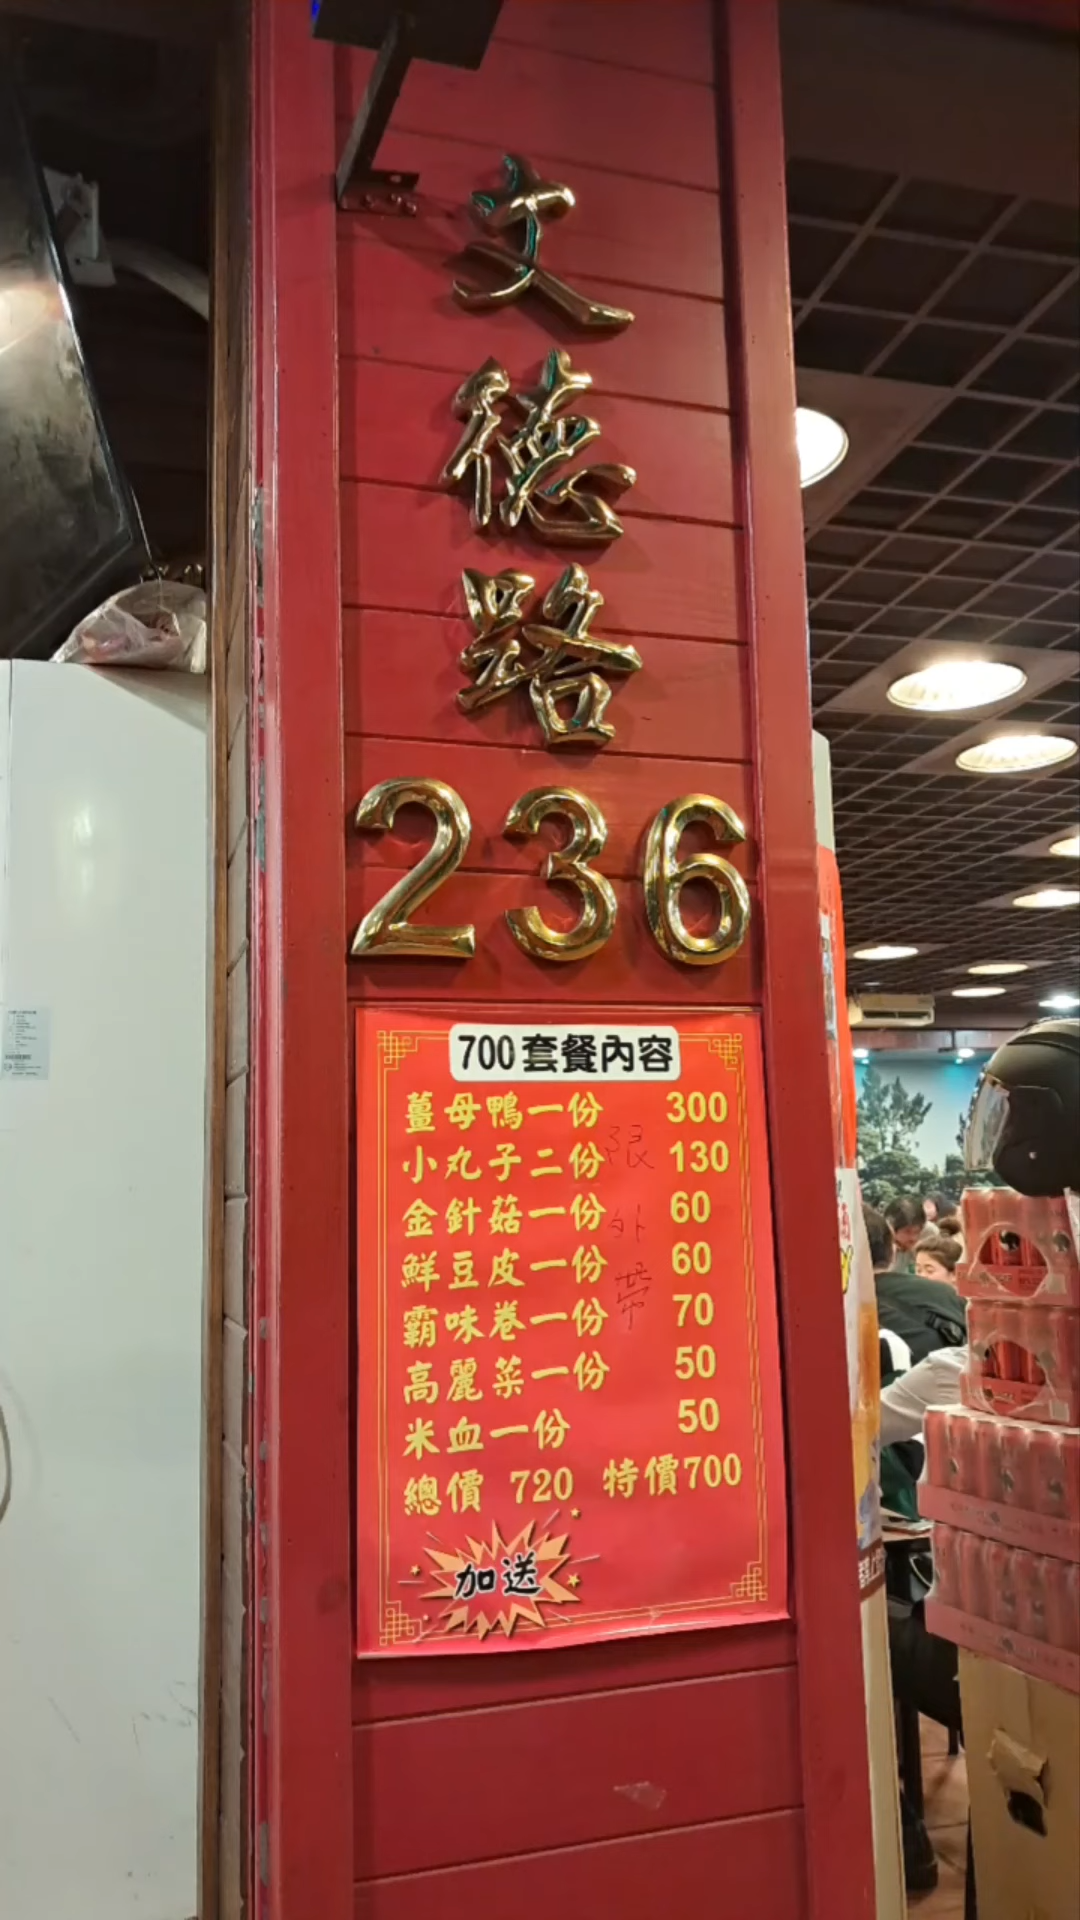 文德路
236
700套餐內容
薑母鴨一份 300
小丸子二份 130
金針菇一份 60
鮮豆皮一份 60
霸味卷一份 70
高麗菜一份 50
米血一份 50
總價 720 特價700
加送
限外帶